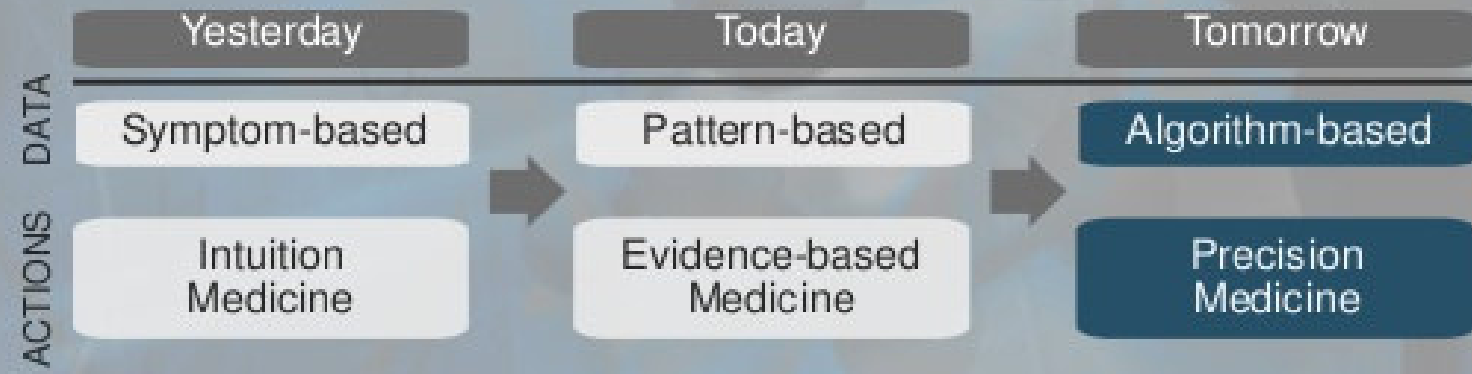 Yesterday
Today
Tomorrow
DATA
Symptom-based
Pattern-based
Algorithm-based
ACTIONS
Intuition
Medicine
Evidence-based
Medicine
Precision
Medicine